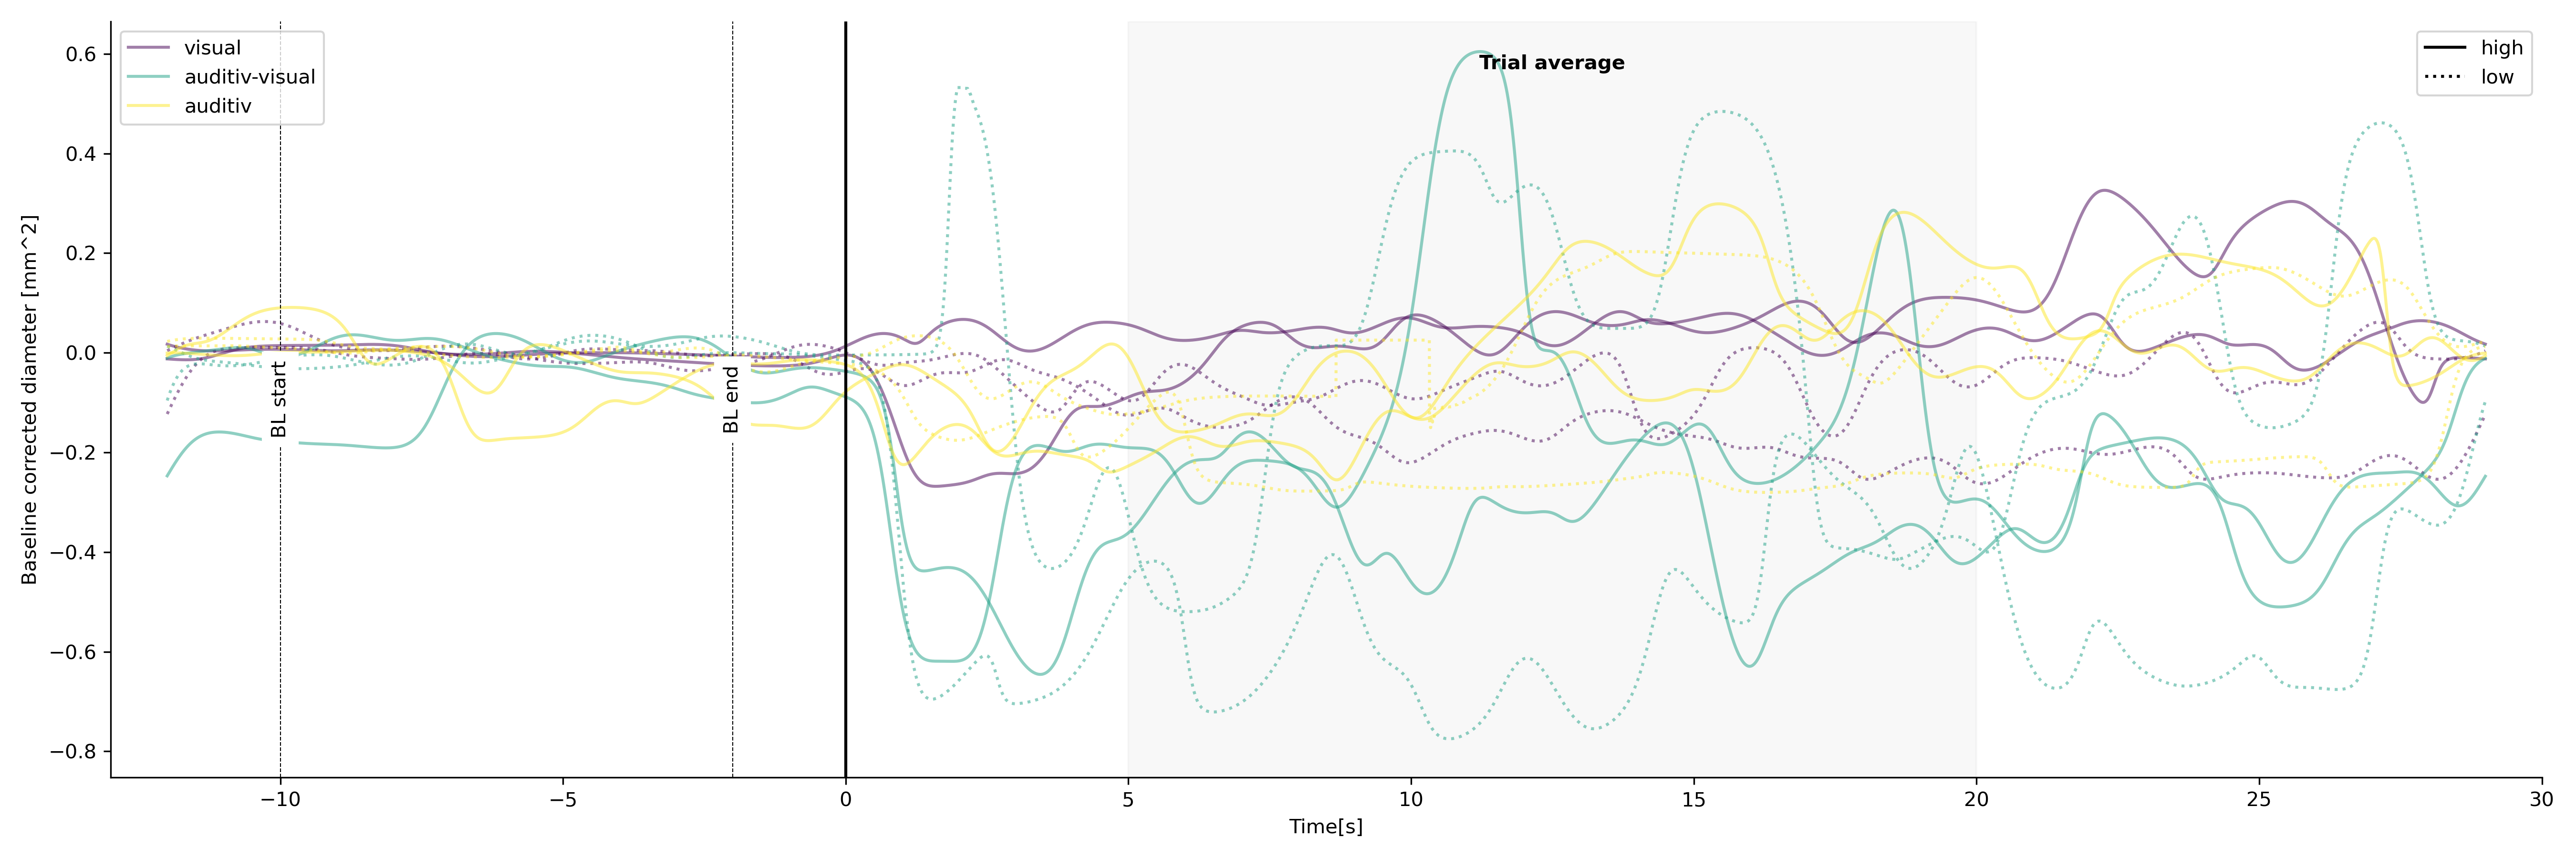 visual
auditiv-visual
auditiv
high
low
Trial average
BL start
BL end
Baseline corrected diameter [mm^2]
0.6
0.4
0.2
0.0
−0.2
−0.4
−0.6
−0.8
−10
−5
0
5
10
15
20
25
30
Time[s]